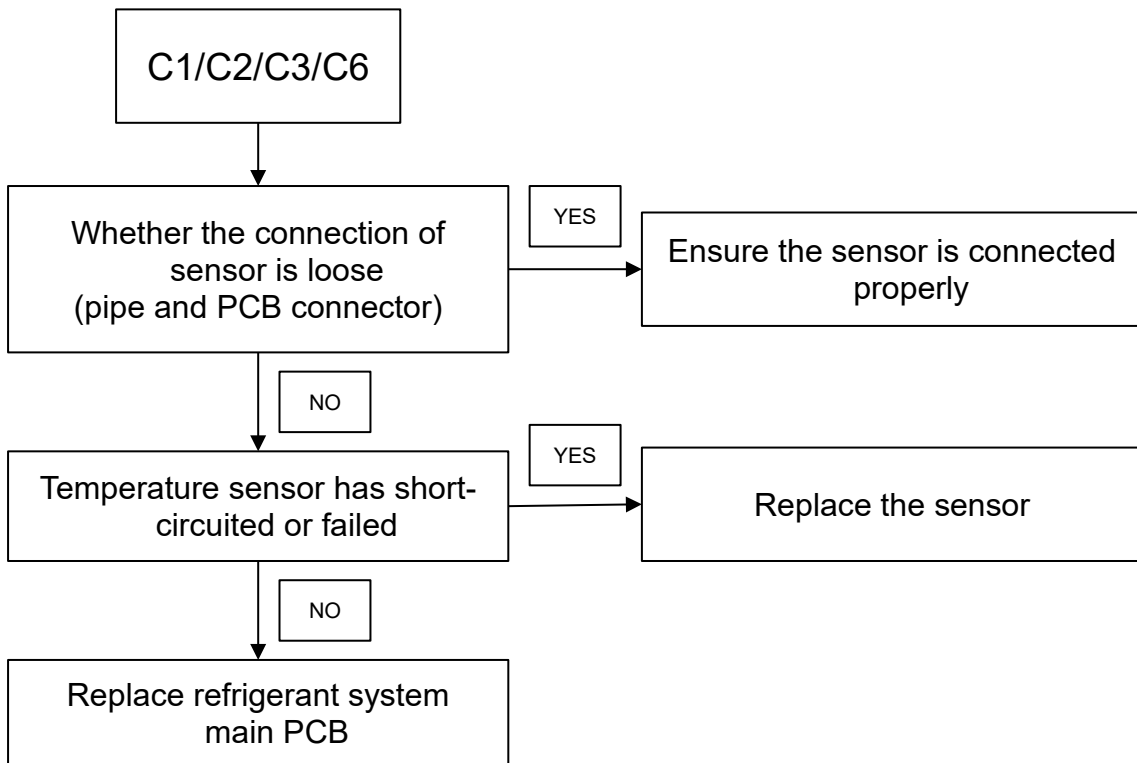 C1/C2/C3/C6
Whether the connection of
sensor is loose
(pipe and PCB connector)
YES
Ensure the sensor is connected
properly
NO
Temperature sensor has short-
circuited or failed
YES
Replace the sensor
NO
Replace refrigerant system
main PCB